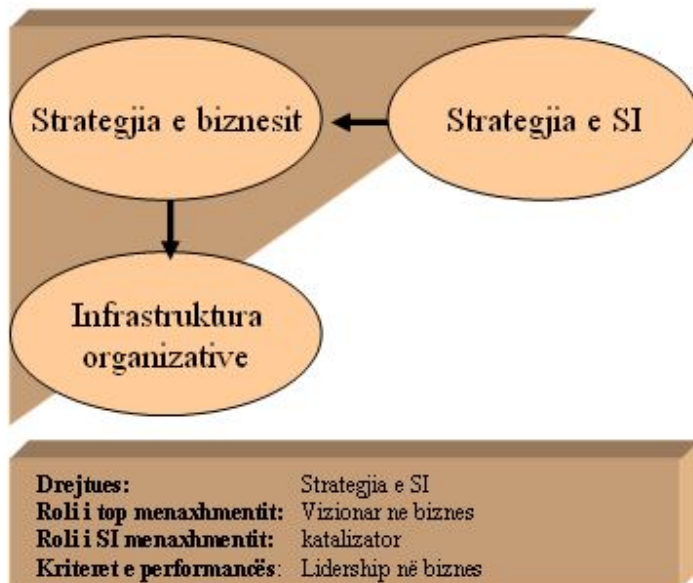 Strategjia e biznesit
Strategjia e SI
Infrastruktura
organizative
Drejtues: Strategjia e SI
Roli i top menaxhmentit: Vizionar ne biznes
Roli i SI menaxhmentit: katalizator
Kriteret e performancës: Lidership në biznes